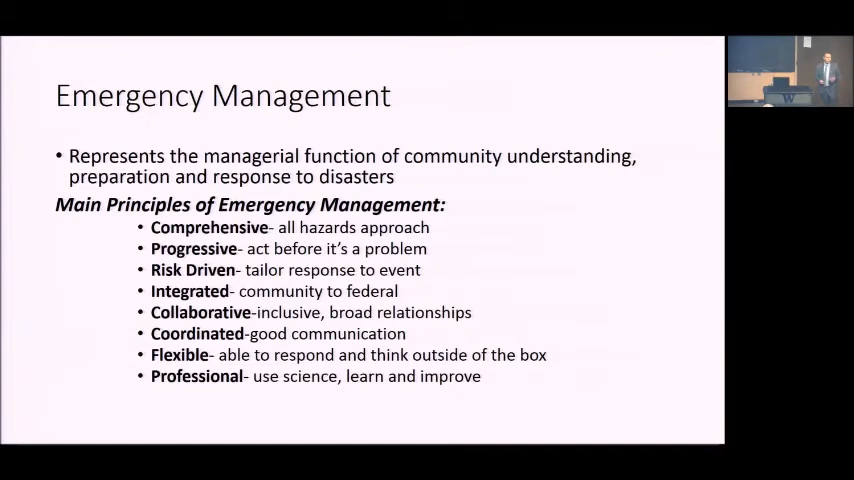 Emergency Management
• Represents the managerial function of community understanding,
preparation and response to disasters
Main Principles of Emergency Management:
• Comprehensive- all hazards approach
• Progressive- act before it's a problem
• Risk Driven- tailor response to event
• Integrated- community to federal
• Collaborative-inclusive, broad relationships
• Coordinated-good communication
• Flexible- able to respond and think outside of the box
• Professional- use science, learn and improve
W